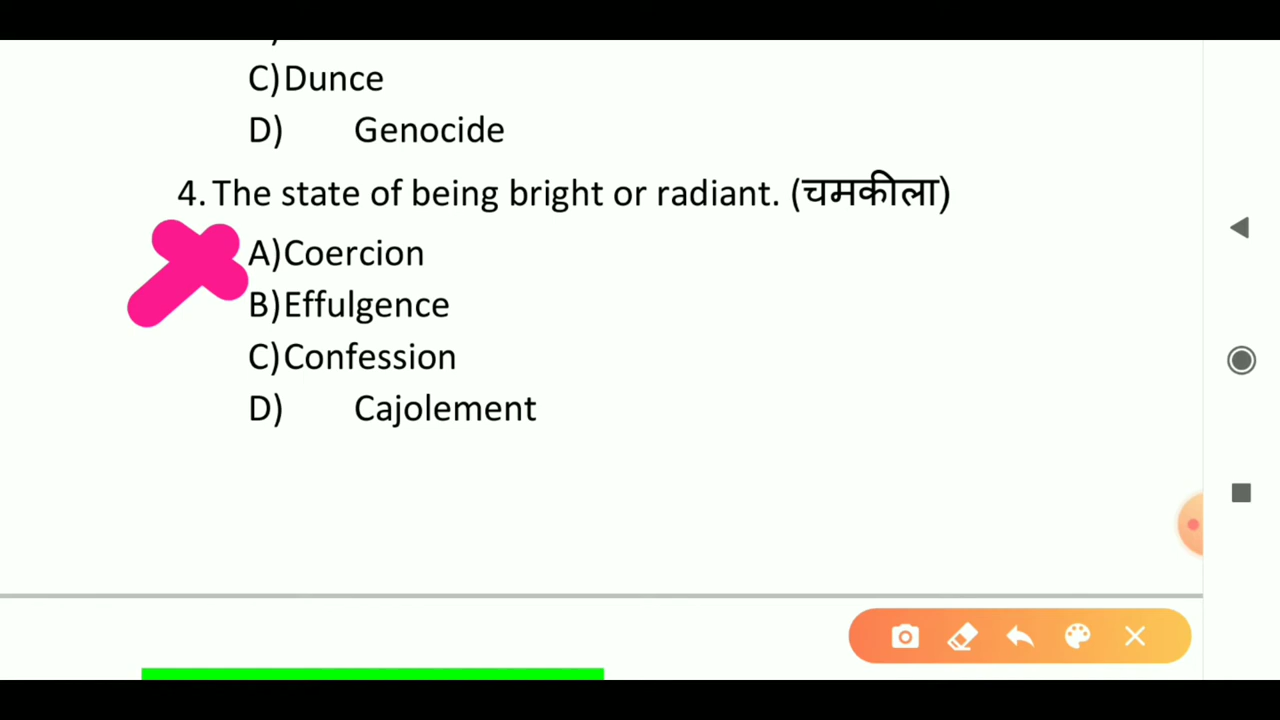 C) Dunce
D) Genocide
4. The state of being bright or radiant. (चमकीला)
A) Coercion
B) Effulgence
C) Confession
D) Cajolement